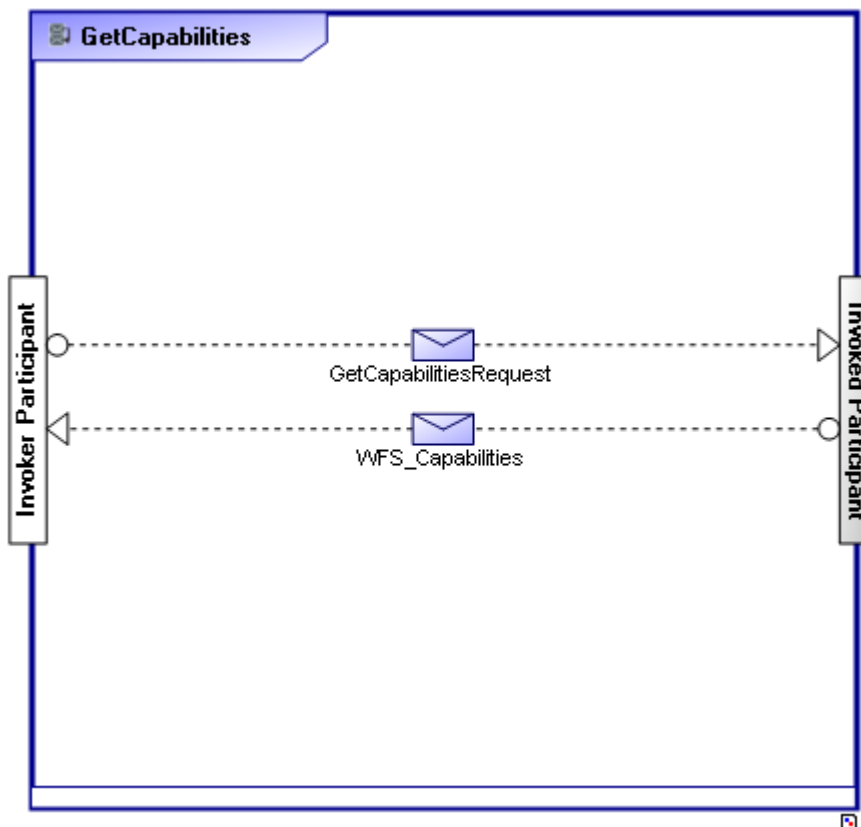 GetCapabilities
Invoker Participant
GetCapabilitiesRequest
WFS_Capabilities
Invoked Participant